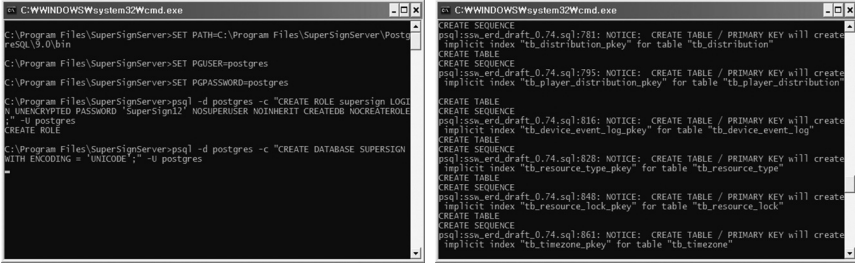 C:₩WINDOWS₩system32₩cmd.exe
C:\Program Files\SuperSignServer>SET PATH=C:\Program Files\SuperSignServer\Postg
reSQL\9.0\bin
C:\Program Files\SuperSignServer>SET PGUSER=postgres
C:\Program Files\SuperSignServer>SET PGPASSWORD=postgres
C:\Program Files\SuperSignServer>psql -d postgres -c "CREATE ROLE supersign LOGI
N UNENCRYPTED PASSWORD 'SuperSign12' NOSUPERUSER NOINHERIT CREATEDB NOCREATEROLE
;" -U postgres
CREATE ROLE
C:\Program Files\SuperSignServer>psql -d postgres -c "CREATE DATABASE SUPERSIGN
WITH ENCODING = 'UNICODE';" -U postgres
C:₩WINDOWS₩system32₩cmd.exe
CREATE SEQUENCE
psql:ssw_erd_draft_0.74.sql:781: NOTICE:  CREATE TABLE / PRIMARY KEY will create
implicit index "tb_distribution_pkey" for table "tb_distribution"
CREATE TABLE
CREATE SEQUENCE
psql:ssw_erd_draft_0.74.sql:795: NOTICE:  CREATE TABLE / PRIMARY KEY will create
implicit index "tb_player_distribution_pkey" for table "tb_player_distribution"
CREATE TABLE
CREATE SEQUENCE
psql:ssw_erd_draft_0.74.sql:816: NOTICE:  CREATE TABLE / PRIMARY KEY will create
implicit index "tb_device_event_log_pkey" for table "tb_device_event_log"
CREATE TABLE
CREATE SEQUENCE
psql:ssw_erd_draft_0.74.sql:828: NOTICE:  CREATE TABLE / PRIMARY KEY will create
implicit index "tb_resource_type_pkey" for table "tb_resource_type"
CREATE TABLE
CREATE SEQUENCE
psql:ssw_erd_draft_0.74.sql:848: NOTICE:  CREATE TABLE / PRIMARY KEY will create
implicit index "tb_resource_lock_pkey" for table "tb_resource_lock"
CREATE TABLE
CREATE SEQUENCE
psql:ssw_erd_draft_0.74.sql:861: NOTICE:  CREATE TABLE / PRIMARY KEY will create
implicit index "tb_timezone_pkey" for table "tb_timezone"